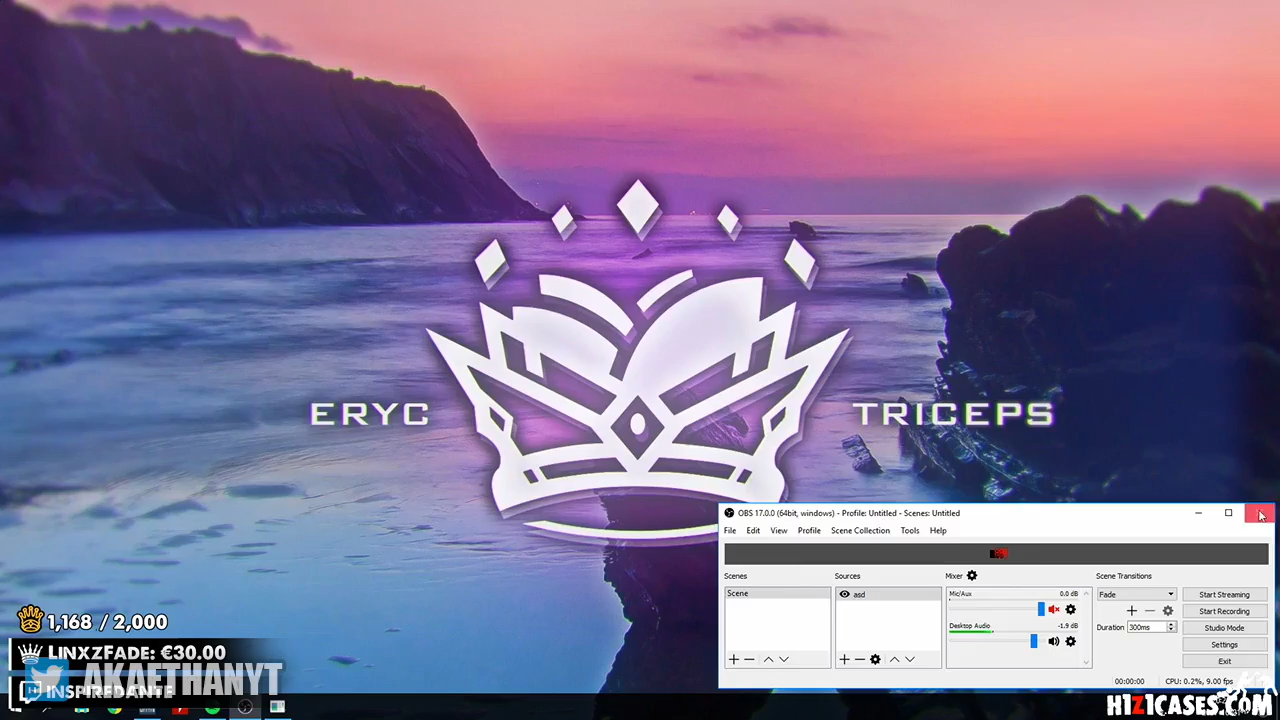 ERYC
TRICEPS
OBS 17.0.0 (64bit, windows) - Profile: Untitled - Scenes: Untitled
File Edit View Profile Scene Collection Tools Help
Scenes
Sources
Mixer
Scene Transitions
Scene
asd
Mic/Aux
0.0 dB
Desktop Audio
-1.9 dB
Fade
Duration 300ms
Start Streaming
Start Recording
Studio Mode
Settings
Exit
00:00:00
CPU: 0.2%, 9.00 fps
1,168 / 2,000
LINXZFADE: €30.00
AKAETHANYT
INSPIREDANTE
H1Z1CASES.COM